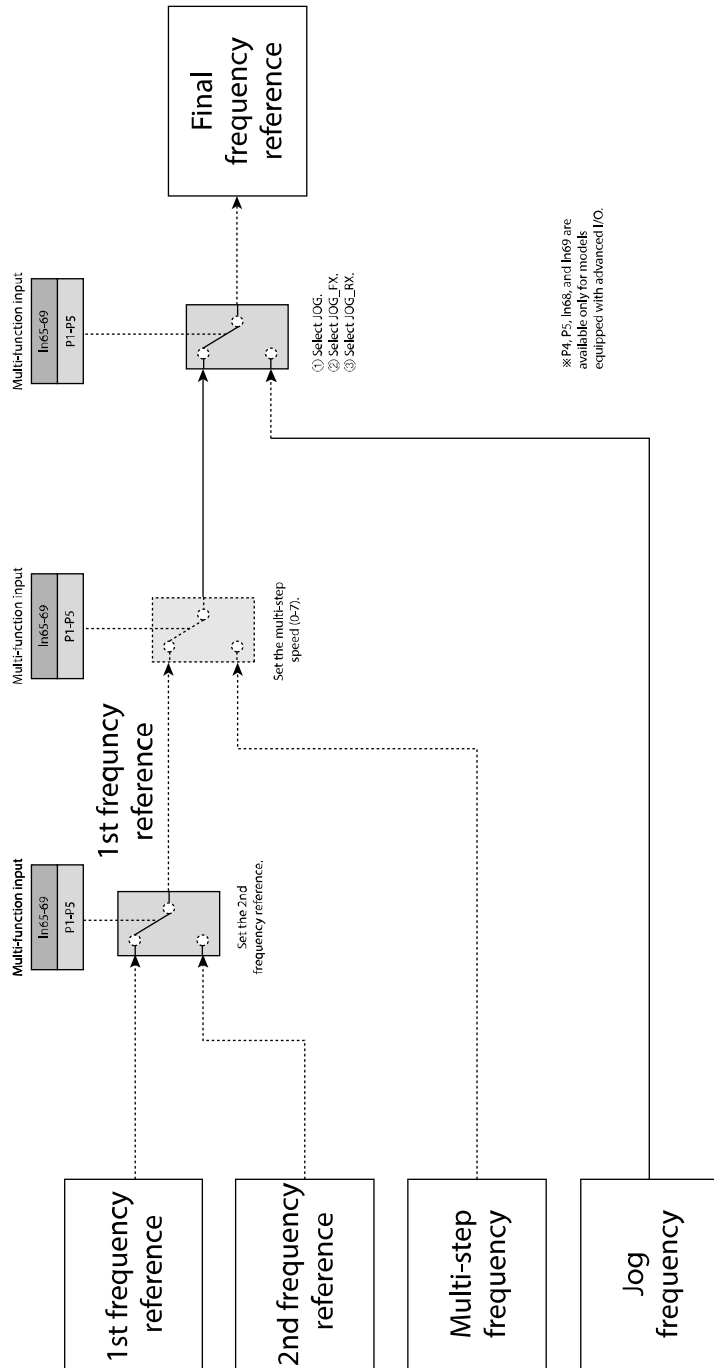 Multi-function input
In65-69
P1-P5
Multi-function input
In65-69
P1-P5
Multi-function input
In65-69
P1-P5
1st frequency
reference
1st frequncy
reference
Final
frequency
reference
2nd frequency
reference
Set the 2nd
frequency reference.
Set the multi-step
speed (0-7).
① Select JOG.
② Select JOG_FX.
③ Select JOG_RX.
Multi-step
frequency
Jog
frequency
※P4, P5, In68, and In69 are
available only for models
equipped with advanced I/O.